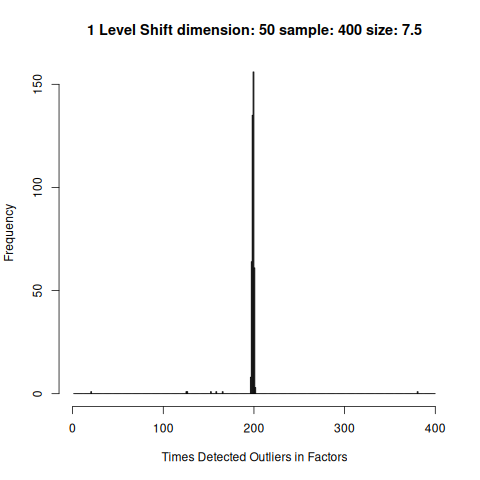 1 Level Shift dimension: 50 sample: 400 size: 7.5
150
100
50
0
Frequency
0 100 200 300 400
Times Detected Outliers in Factors